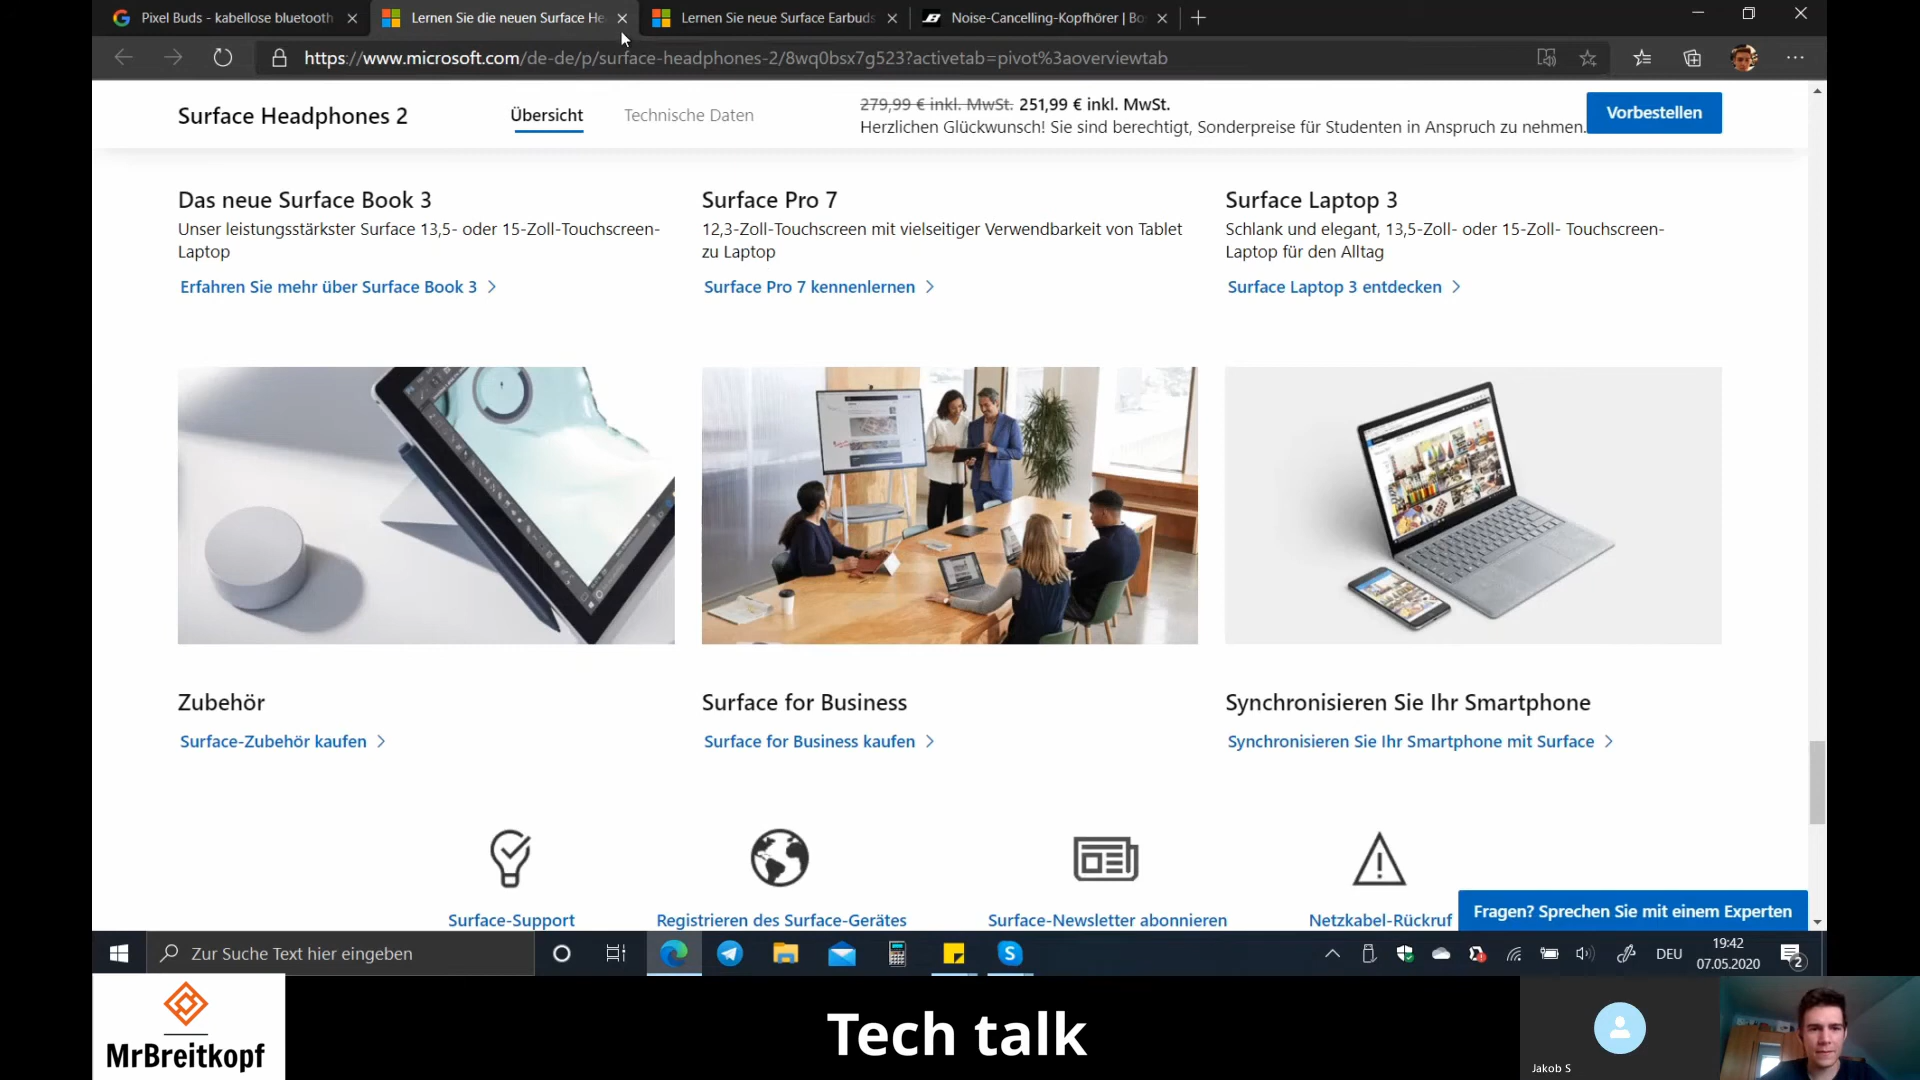 Pixel Buds - kabellose bluetooth
Lernen Sie die neuen Surface He
Lernen Sie neue Surface Earbuds
Noise-Cancelling-Kopfhörer | Bo
https://www.microsoft.com/de-de/p/surface-headphones-2/8wq0bsx7g523?activetab=pivot%3aoverviewtab
Surface Headphones 2
Übersicht
Technische Daten
279,99 € inkl. MwSt. 251,99 € inkl. MwSt.
Herzlichen Glückwunsch! Sie sind berechtigt, Sonderpreise für Studenten in Anspruch zu nehmen.
Vorbestellen
Das neue Surface Book 3
Unser leistungsstärkster Surface 13,5- oder 15-Zoll-Touchscreen-
Laptop
Erfahren Sie mehr über Surface Book 3
Surface Pro 7
12,3-Zoll-Touchscreen mit vielseitiger Verwendbarkeit von Tablet
zu Laptop
Surface Pro 7 kennenlernen
Surface Laptop 3
Schlank und elegant, 13,5-Zoll- oder 15-Zoll- Touchscreen-
Laptop für den Alltag
Surface Laptop 3 entdecken
Zubehör
Surface-Zubehör kaufen
Surface for Business
Surface for Business kaufen
Synchronisieren Sie Ihr Smartphone
Synchronisieren Sie Ihr Smartphone mit Surface
Surface-Support
Registrieren des Surface-Gerätes
Surface-Newsletter abonnieren
Netzkabel-Rückruf
Fragen? Sprechen Sie mit einem Experten
Zur Suche Text hier eingeben
DEU
19:42
07.05.2020
2
MrBreitkopf
Tech talk
Jakob S